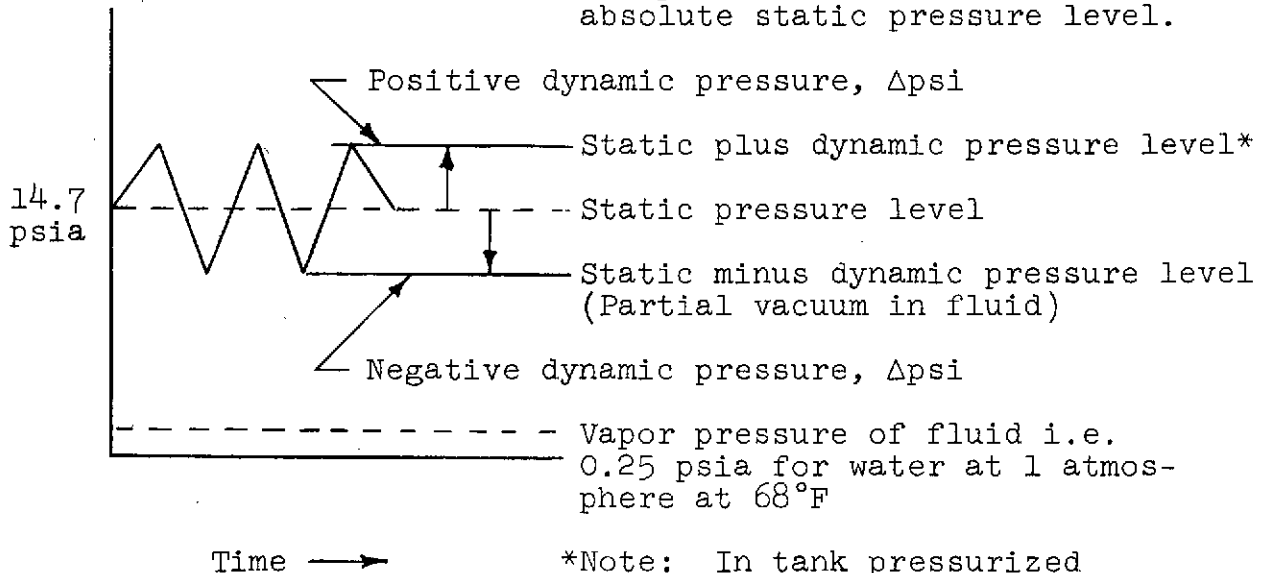 absolute static pressure level.
Positive dynamic pressure, Δpsi
Static plus dynamic pressure level*
14.7
psia
Static pressure level
Static minus dynamic pressure level
(Partial vacuum in fluid)
Negative dynamic pressure, Δpsi
Vapor pressure of fluid i.e.
0.25 psia for water at 1 atmos-
phere at 68°F
Time
*Note: In tank pressurized